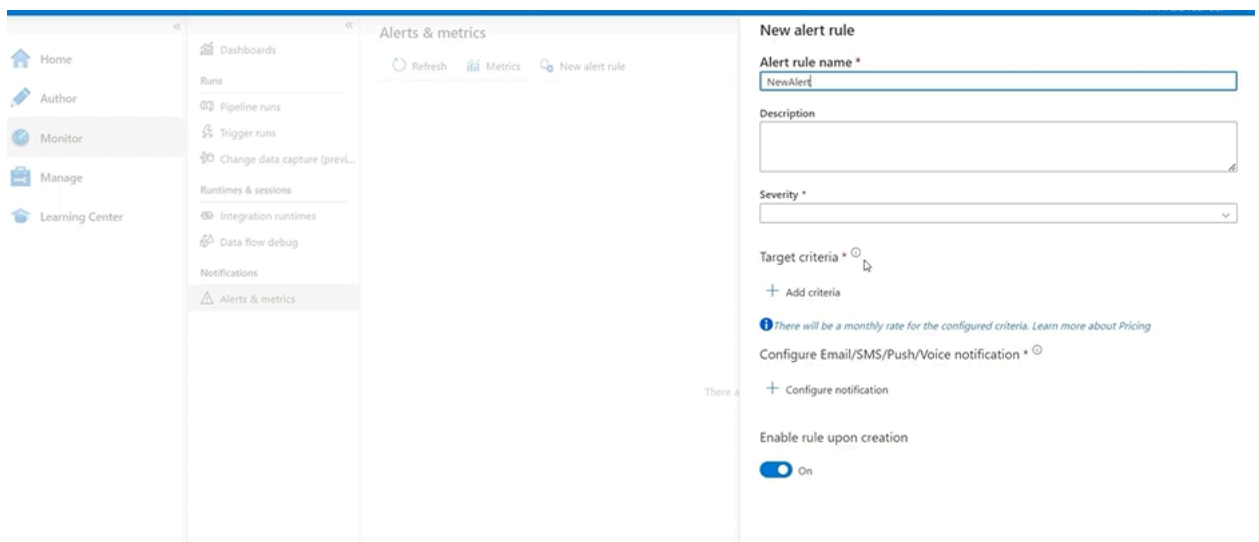 Home
Author
Monitor
Manage
Learning Center
Dashboards
Runs
Pipeline runs
Trigger runs
Change data capture (previ...
Runtimes & sessions
Integration runtimes
Data flow debug
Notifications
Alerts & metrics
Alerts & metrics
Refresh Metrics New alert rule
There a
New alert rule
Alert rule name *
NewAlert
Description
Severity *
Target criteria *
Add criteria
There will be a monthly rate for the configured criteria. Learn more about Pricing
Configure Email/SMS/Push/Voice notification *
Configure notification
Enable rule upon creation
On